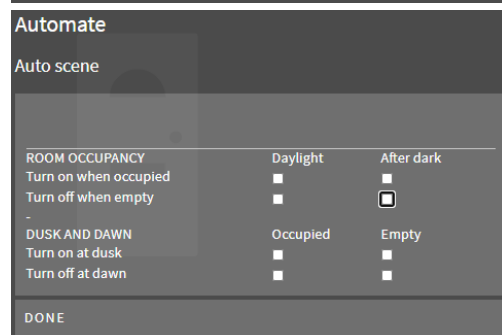 Automate
Auto scene
ROOM OCCUPANCY Daylight After dark
Turn on when occupied
Turn off when empty
-
DUSK AND DAWN Occupied Empty
Turn on at dusk
Turn off at dawn
DONE